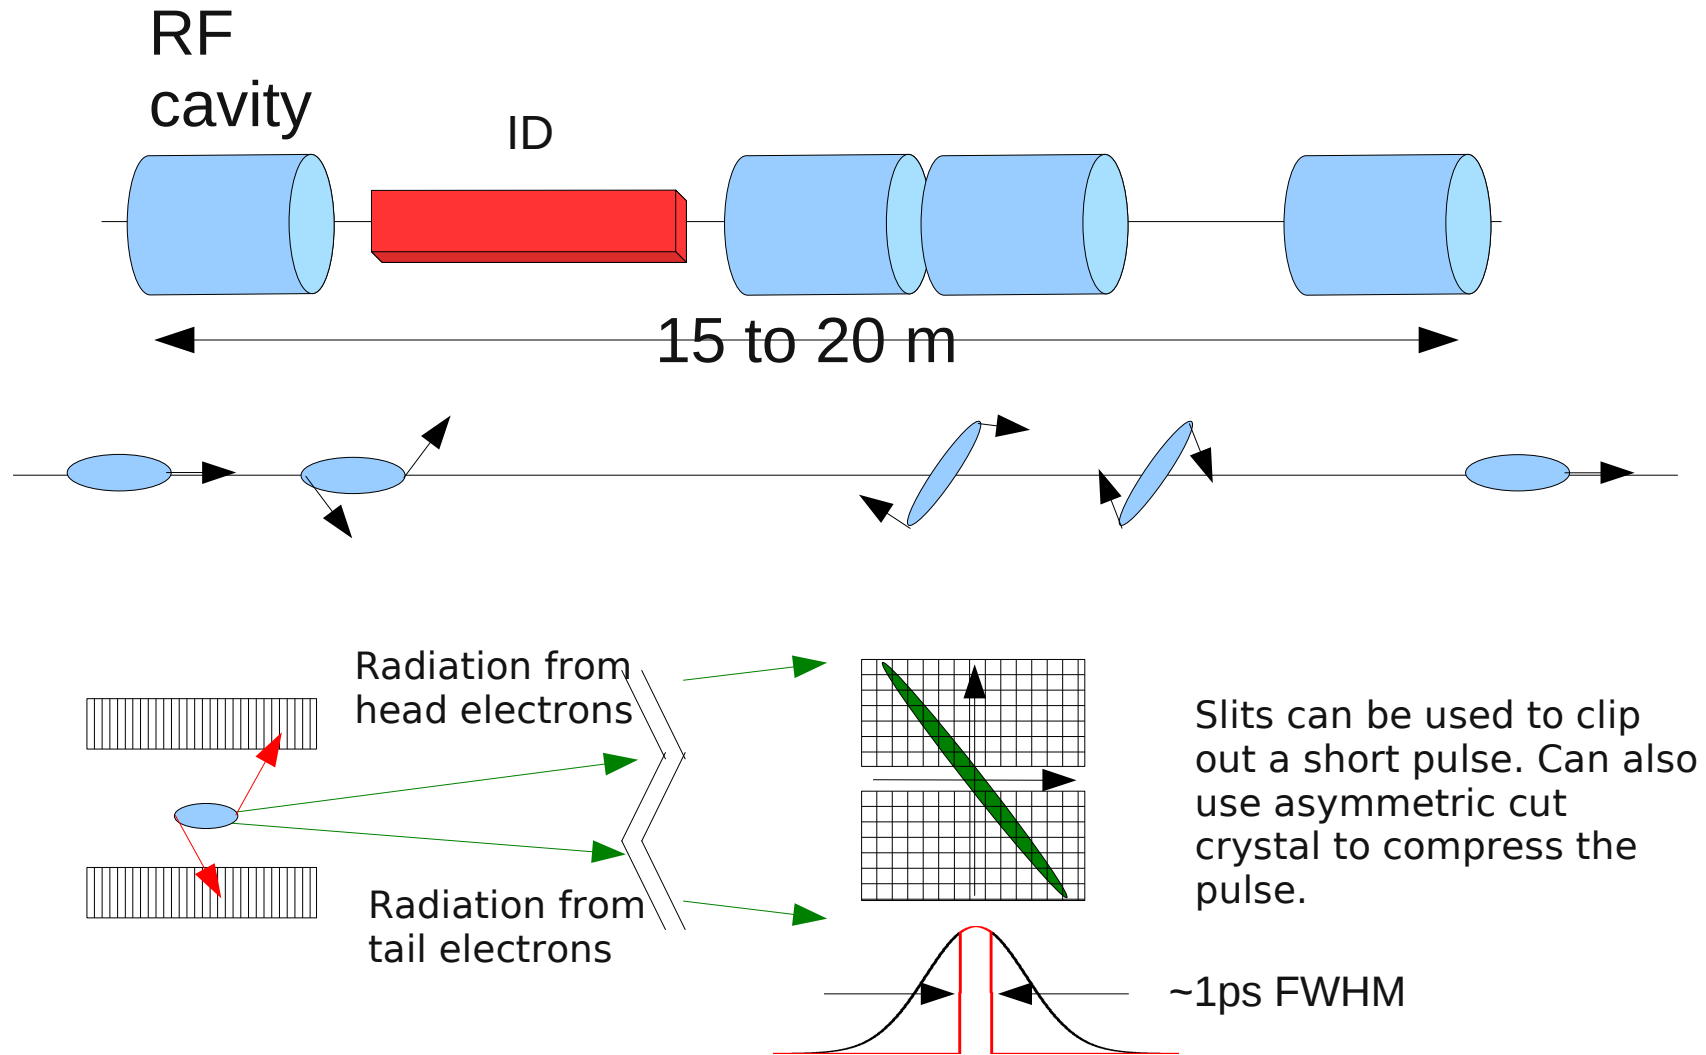 RF
cavity
ID
15 to 20 m
Radiation from
head electrons
Radiation from
tail electrons
Slits can be used to clip
out a short pulse. Can also
use asymmetric cut
crystal to compress the
pulse.
~1ps FWHM